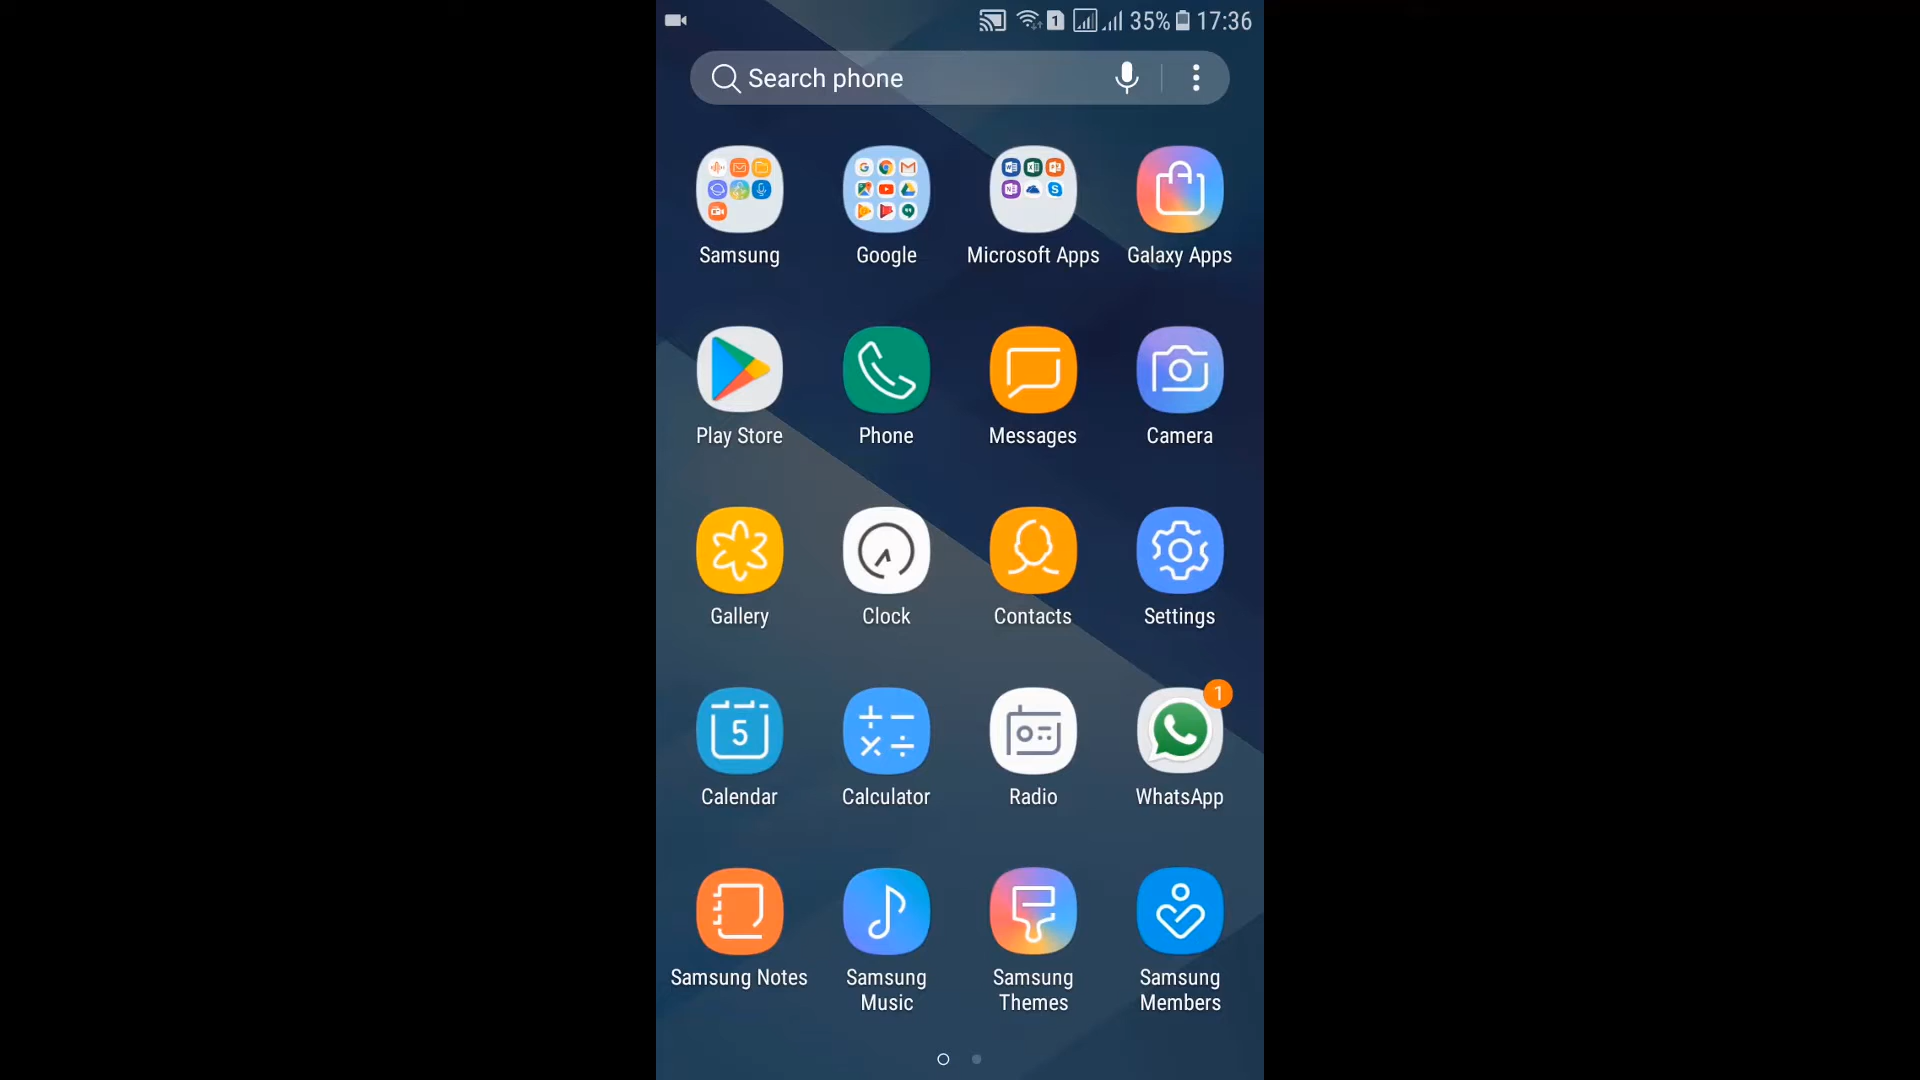 1 35% 17:36
Search phone
Samsung Google Microsoft Apps Galaxy Apps
Play Store Phone Messages Camera
Gallery Clock Contacts Settings
1
5
Calendar Calculator Radio WhatsApp
Samsung Notes Samsung Music Samsung Themes Samsung Members